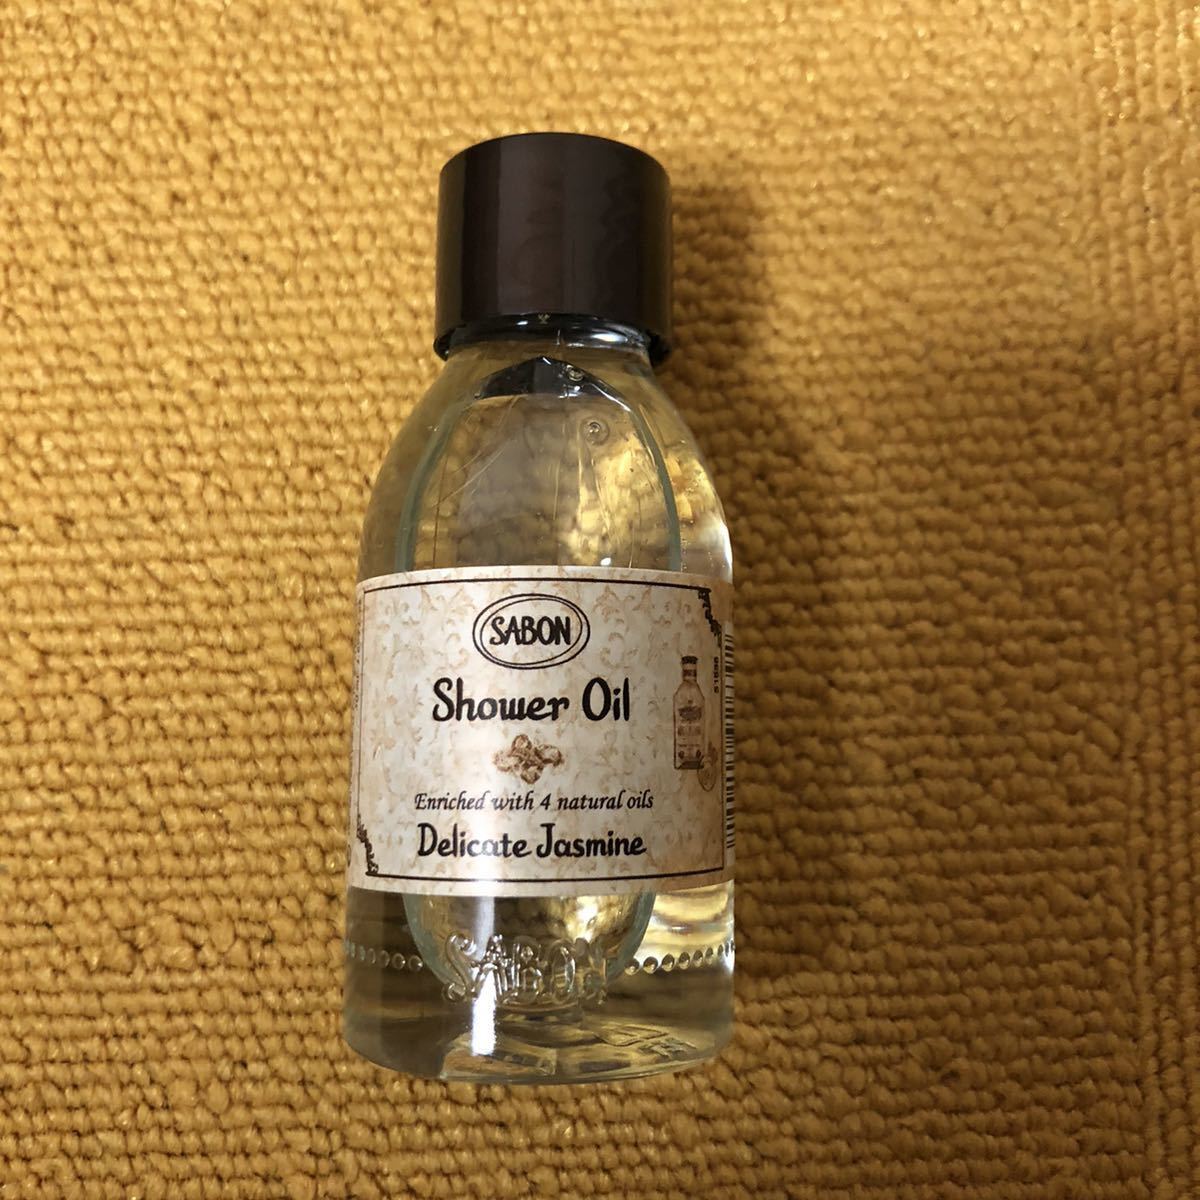 SABON
Shower Oil
Enriched with 4 natural oils
Delicate Jasmine
SABON